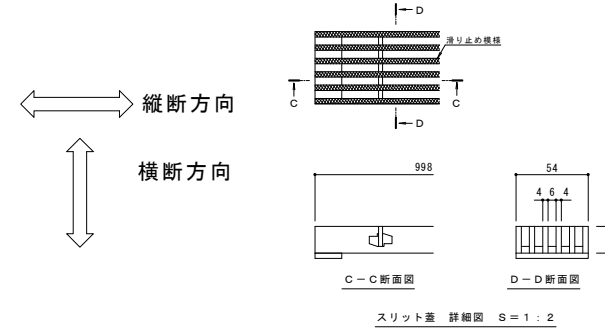 D
滑り止め模様
C
C
D
縦断方向
横断方向
998
54
4 6 4
C－C断面図
D－D断面図
スリット蓋 詳細図 S＝1：2